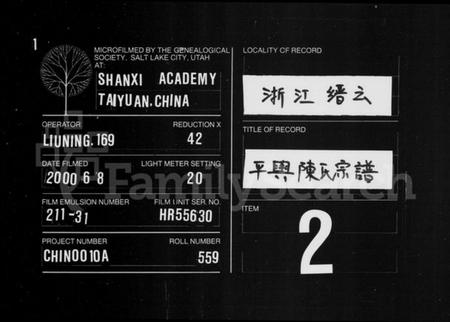 1
MICROFILMED BY THE GENEALOGICAL
SOCIETY, SALT LAKE CITY, UTAH
AT:
SHANXI ACADEMY
TAIYUAN.CHINA
OPERATOR REDUCTION X
LIUNING.169 42
DATE FILMED LIGHT METER SETTING
2000 6 8 20
FILM EMULSION NUMBER FILM UNIT SER. NO.
211-31 HR55630
PROJECT NUMBER ROLL NUMBER
CHIN0010A 559
LOCALITY OF RECORD
浙江缙云
TITLE OF RECORD
平興陳氏宗譜
ITEM
2
FamilySearch